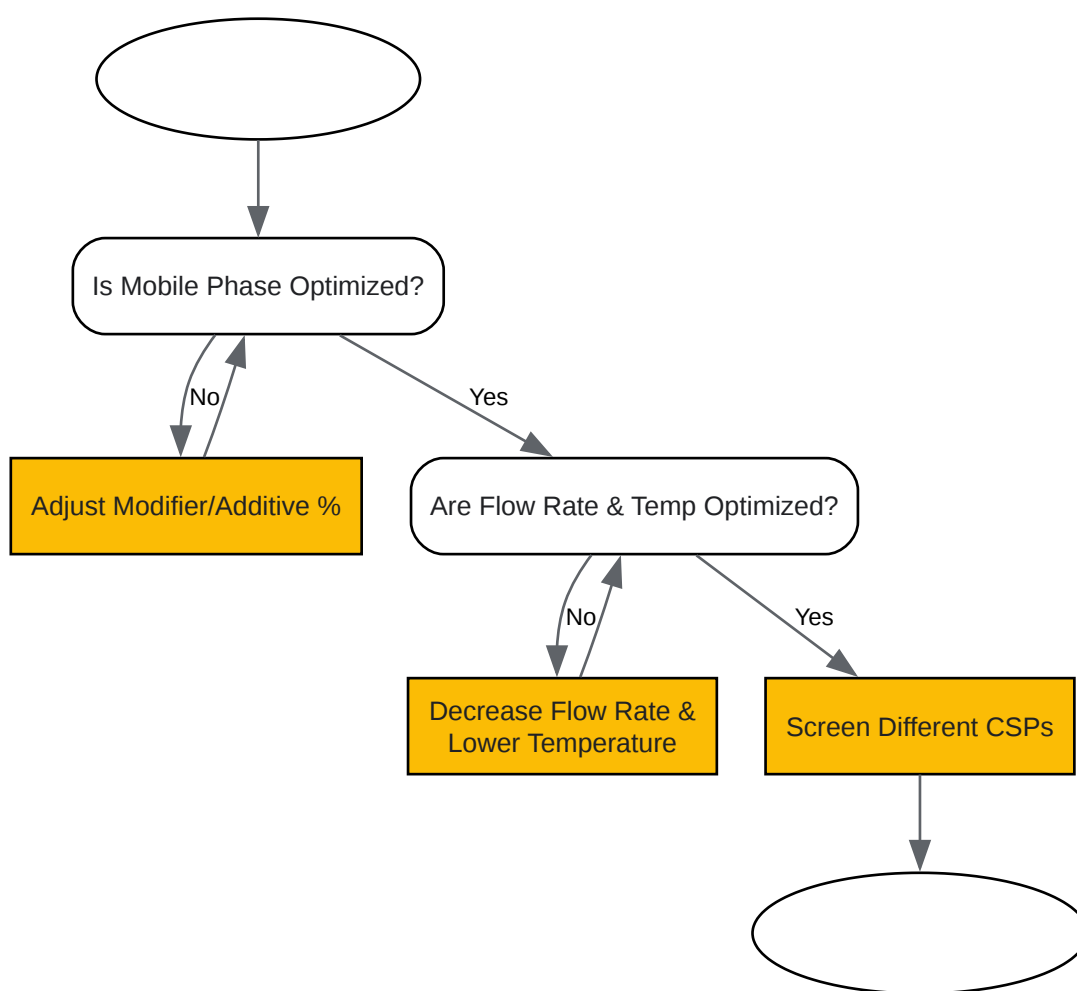 Is Mobile Phase Optimized?
No
Yes
Adjust Modifier/Additive %
Are Flow Rate & Temp Optimized?
No
Yes
Decrease Flow Rate &
Lower Temperature
Screen Different CSPs